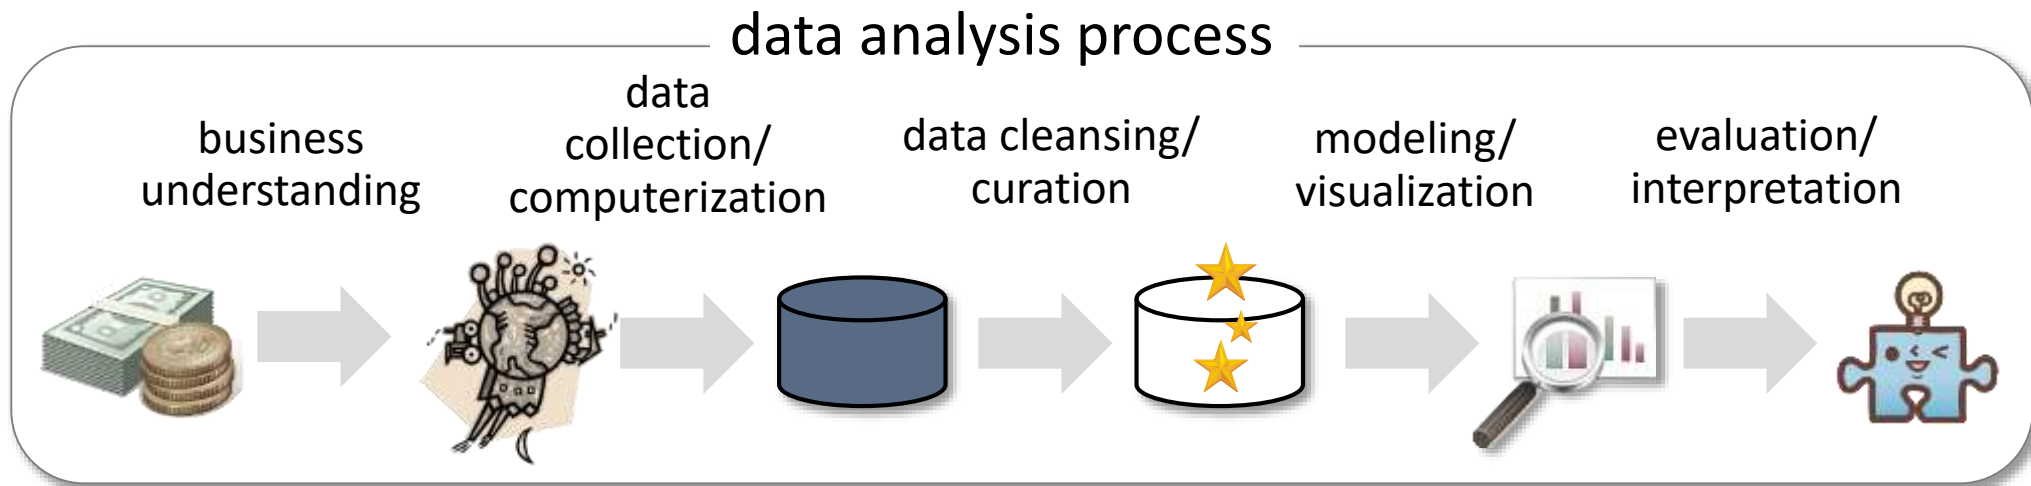 data analysis process
business
understanding
data
collection/
computerization
data cleansing/
curation
modeling/
visualization
evaluation/
interpretation